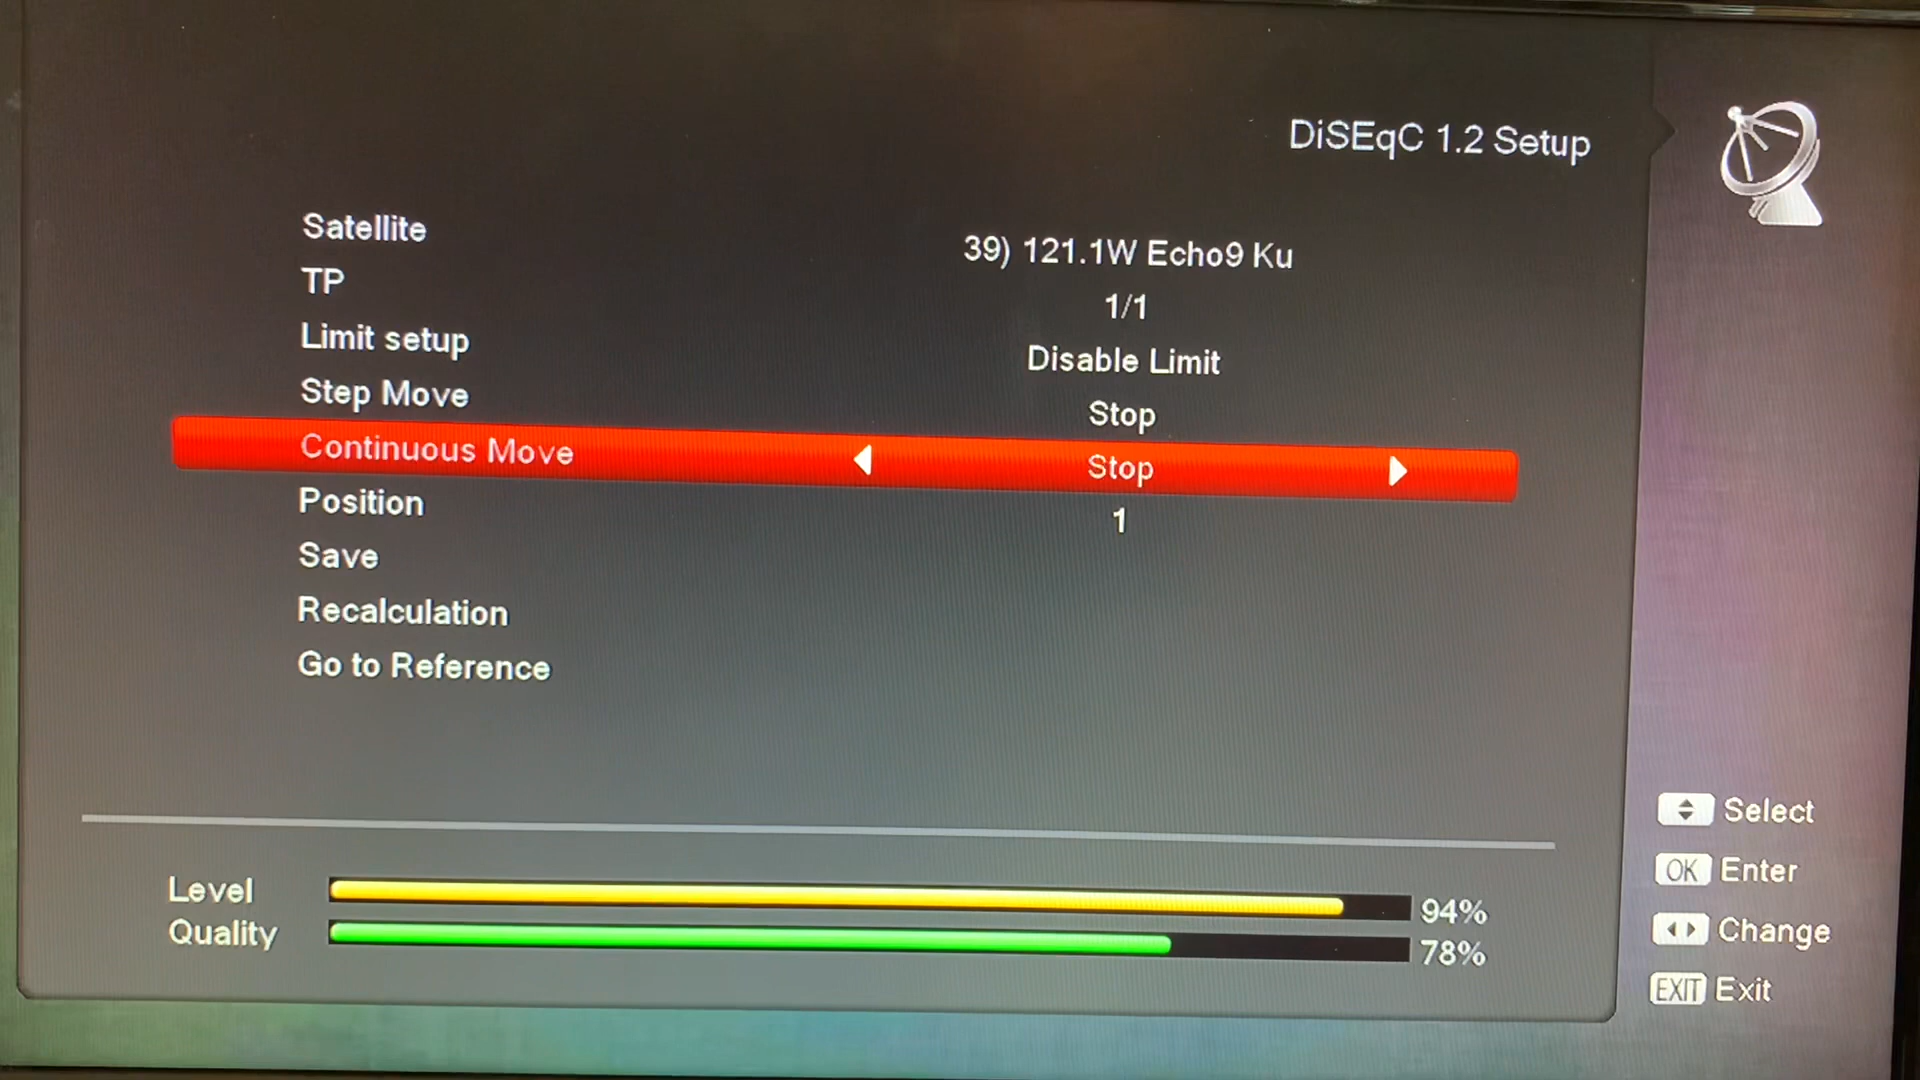 DiSEqC 1.2 Setup
Satellite 39) 121.1W Echo9 Ku
TP 1/1
Limit setup Disable Limit
Step Move Stop
Continuous Move Stop
Position 1
Save
Recalculation
Go to Reference
Level 94%
Quality 78%
Select
OK Enter
Change
EXIT Exit